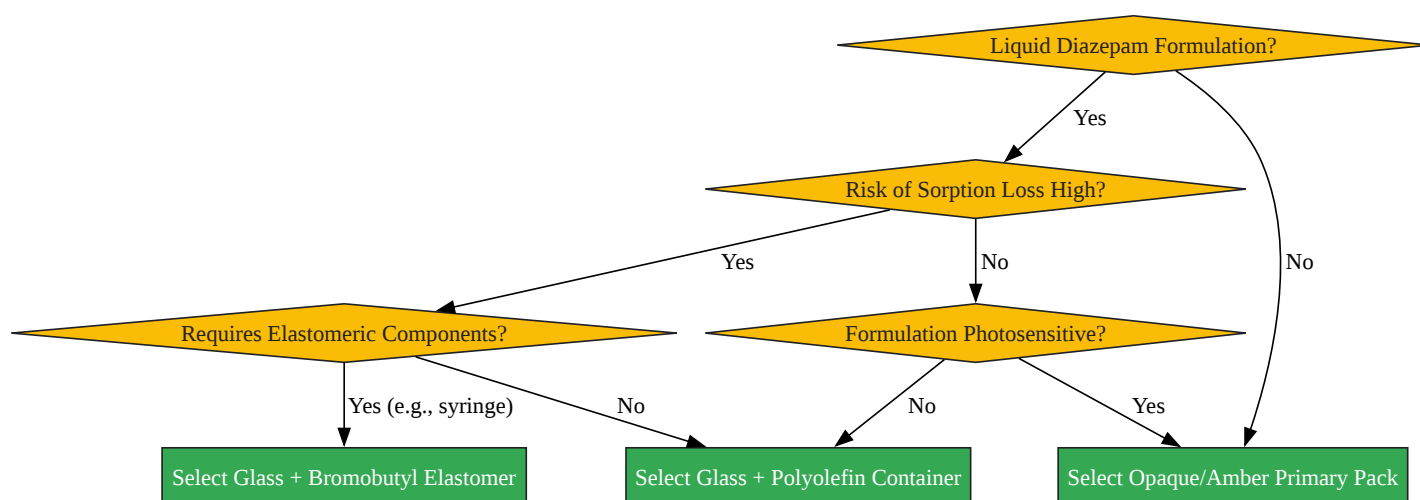 Liquid Diazepam Formulation?
Yes
Risk of Sorption Loss High?
Yes
No
No
Requires Elastomeric Components?
Formulation Photosensitive?
Yes (e.g., syringe)
No
No
Yes
Select Glass + Bromobutyl Elastomer
Select Glass + Polyolefin Container
Select Opaque/Amber Primary Pack